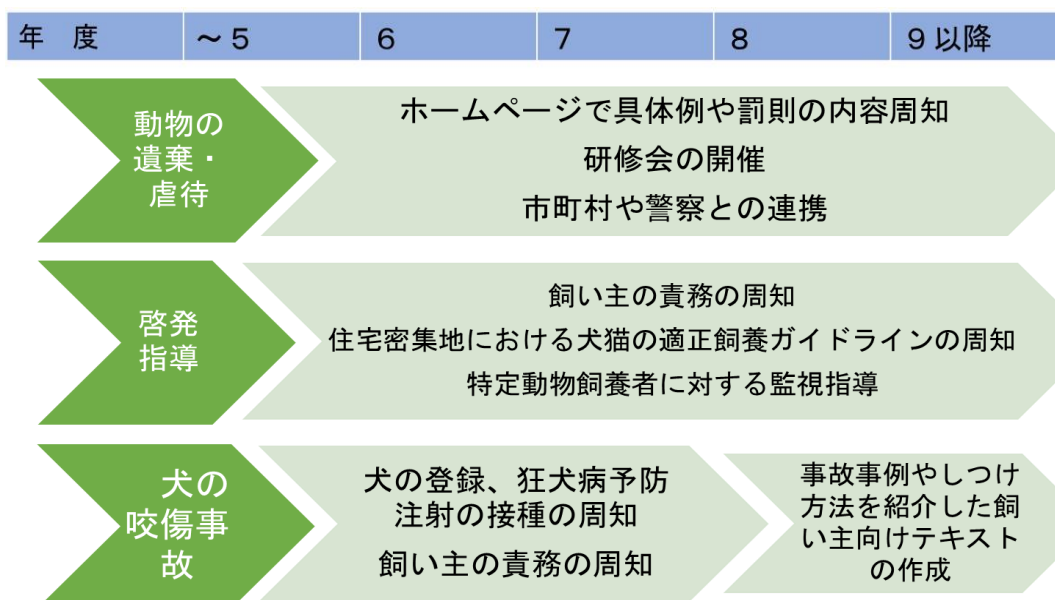 年　度　～５　６　７　８　９以降
動物の
遺棄・
虐待
ホームページで具体例や罰則の内容周知
研修会の開催
市町村や警察との連携
啓発
指導
飼い主の責務の周知
住宅密集地における犬猫の適正飼養ガイドラインの周知
特定動物飼養者に対する監視指導
犬の
咬傷事
故
犬の登録、狂犬病予防
注射の接種の周知
飼い主の責務の周知
事故事例やしつけ
方法を紹介した飼
い主向けテキスト
の作成